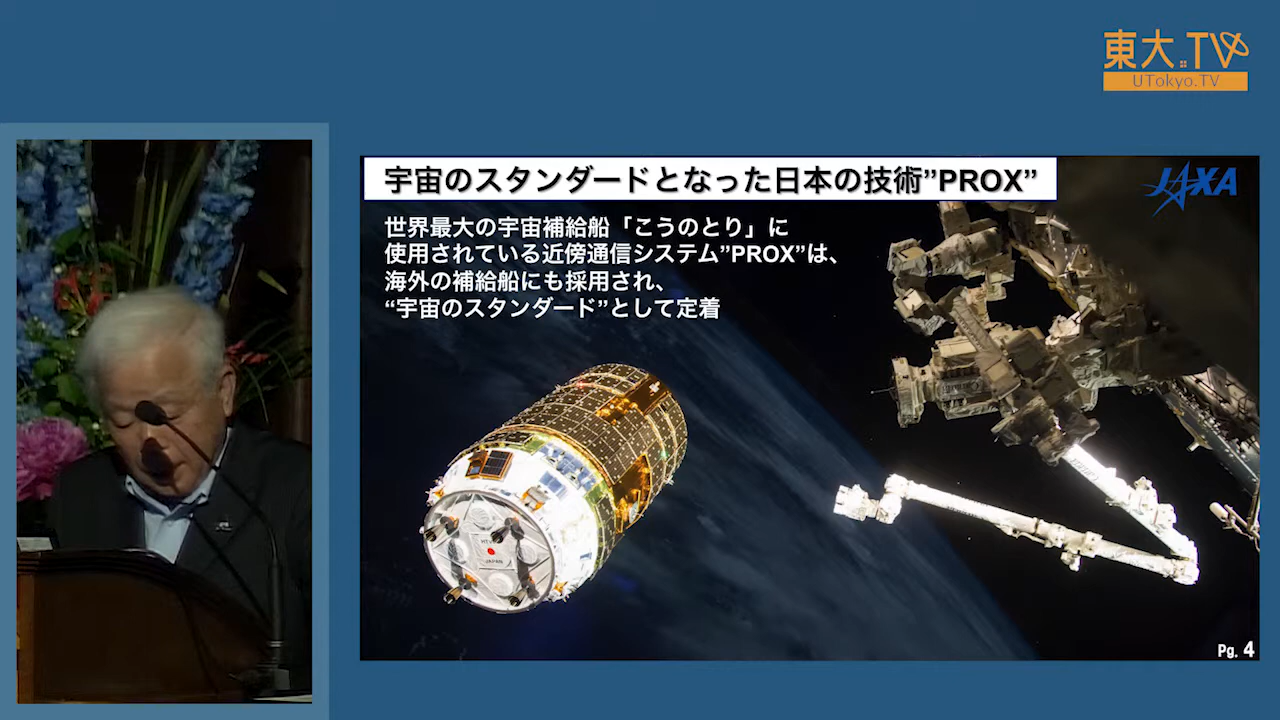 東大.TV
UTokyo.TV
宇宙のスタンダードとなった日本の技術”PROX”
JAXA
世界最大の宇宙補給船「こうのとり」に
使用されている近傍通信システム”PROX”は、
海外の補給船にも採用され、
“宇宙のスタンダード”として定着
JAPAN
Pg. 4